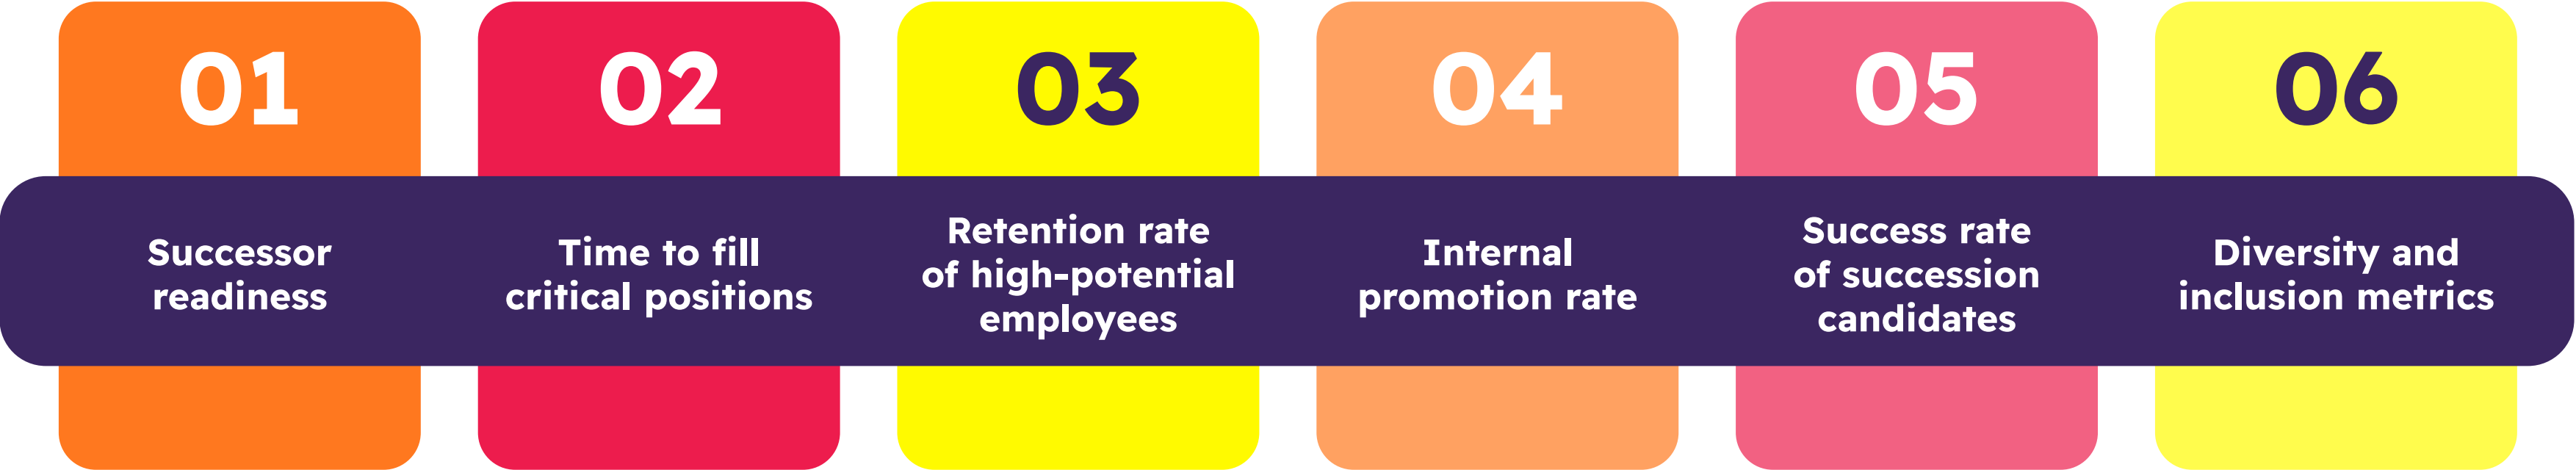 01
Successor
readiness
02
Time to fill
critical positions
03
Retention rate
of high-potential
employees
04
Internal
promotion rate
05
Success rate
of succession
candidates
06
Diversity and
inclusion metrics